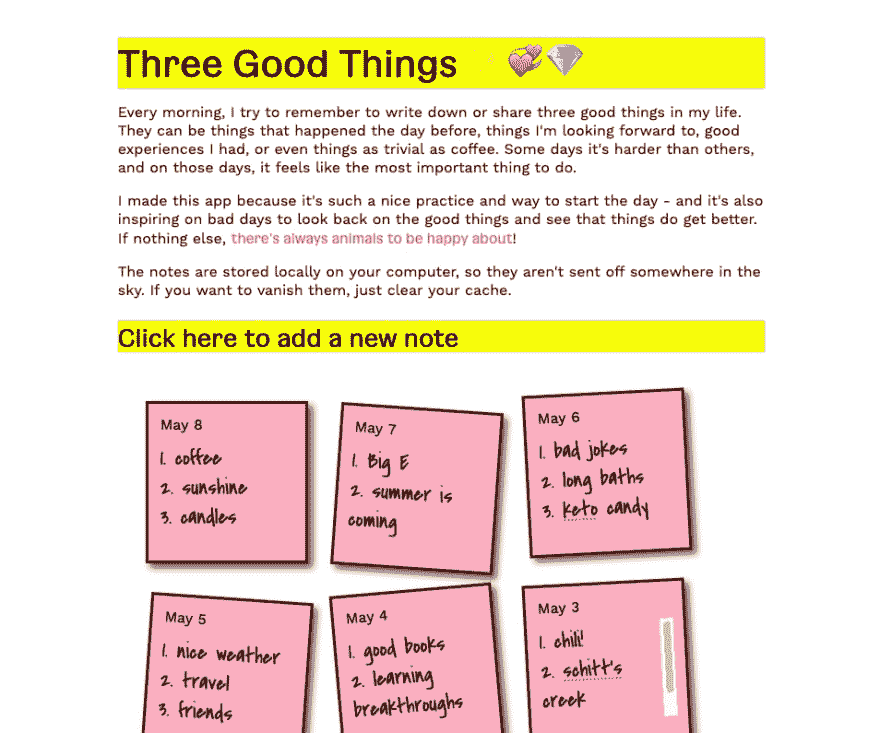 Three Good Things
Every morning, I try to remember to write down or share three good things in my life.
They can be things that happened the day before, things I'm looking forward to, good
experiences I had, or even things as trivial as coffee. Some days it's harder than others,
and on those days, it feels like the most important thing to do.
I made this app because it's such a nice practice and way to start the day - and it's also
inspiring on bad days to look back on the good things and see that things do get better.
If nothing else, there's always animals to be happy about!
The notes are stored locally on your computer, so they aren't sent off somewhere in the
sky. If you want to vanish them, just clear your cache.
Click here to add a new note
May 8
1. coffee
2. sunshine
3. candles
May 7
1. Big E
2. summer is
coming
May 6
1. bad jokes
2. long baths
3. keto candy
May 5
1. nice weather
2. travel
3. friends
May 4
1. good books
2. learning
breakthroughs
May 3
1. chili!
2. schitt's
creek